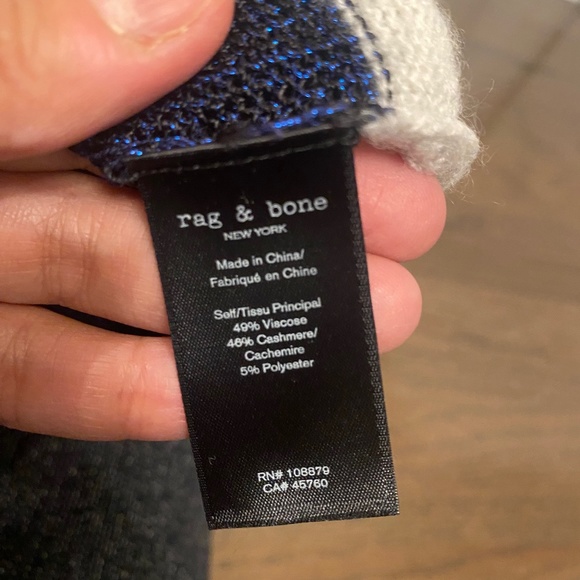 rag & bone
NEW YORK
Made in China/
Fabriqué en Chine
Self/Tissu Principal
49% Viscose
46% Cashmere/
Cachemire
5% Polyester
RN# 108879
CA# 45760